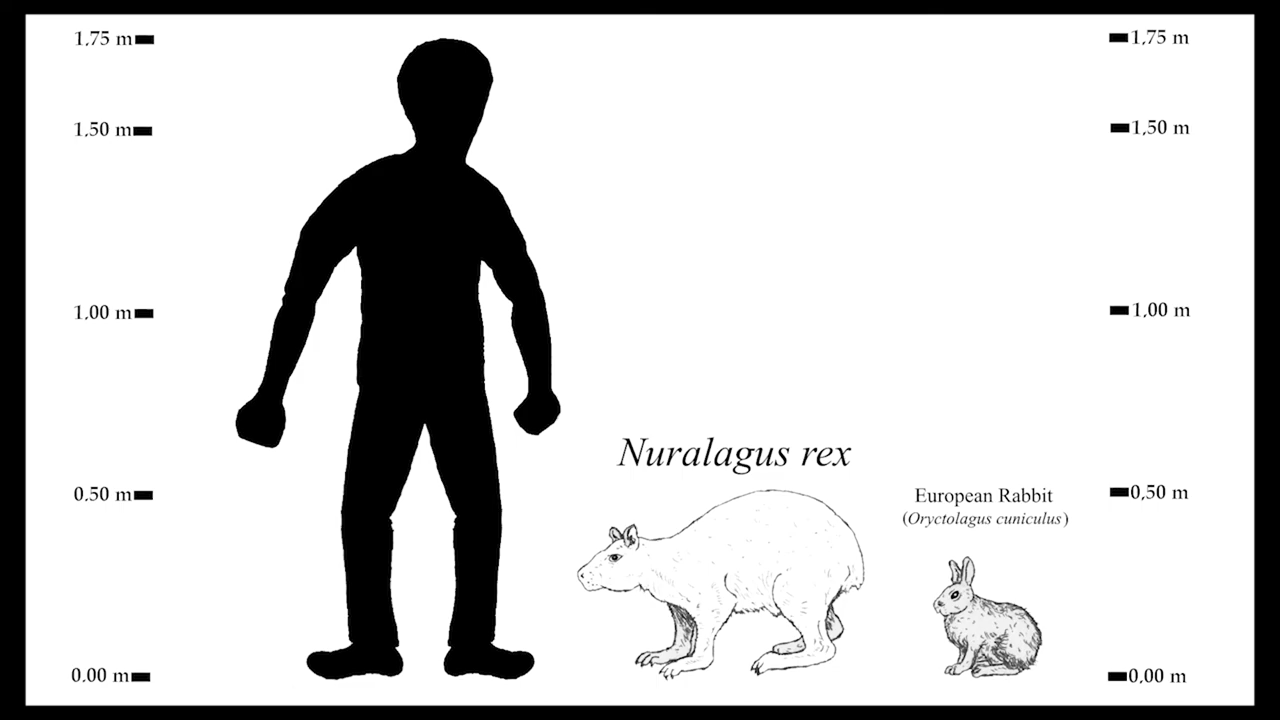 1,75 m
1,50 m
1,00 m
0.50 m
0.00 m
Nuralagus rex
European Rabbit
(Oryctolagus cuniculus)
1,75 m
1,50 m
1,00 m
0,50 m
0,00 m